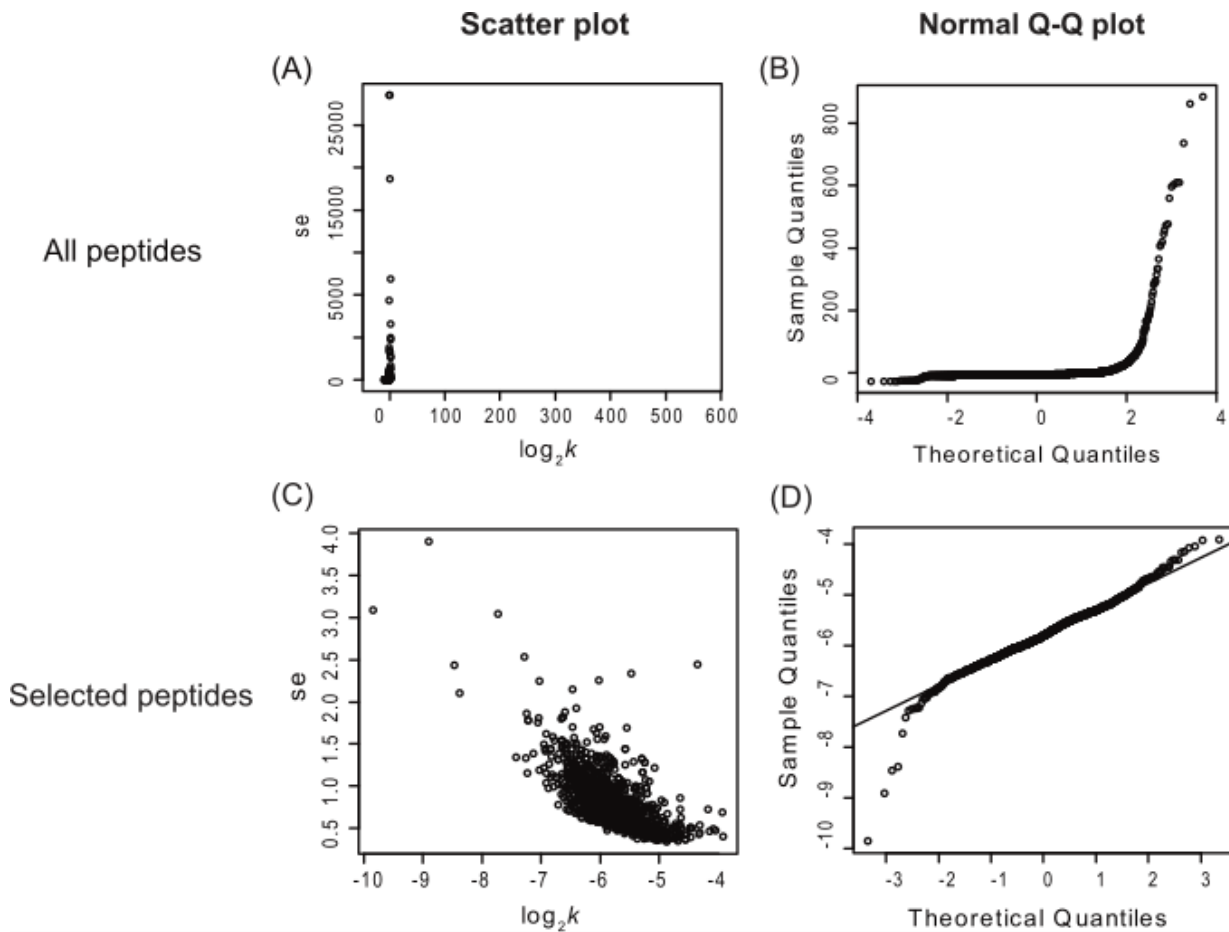 Scatter plot
Normal Q-Q plot
All peptides
(A)
se
0
5000
15000
25000
0 100 200 300 400 500 600
log₂k
(B)
Sample Quantiles
0 200 400 600 800
-4 -2 0 2 4
Theoretical Quantiles
Selected peptides
(C)
se
0.5 1.0 1.5 2.0 2.5 3.0 3.5 4.0
-10 -9 -8 -7 -6 -5 -4
log₂k
(D)
Sample Quantiles
-10 -9 -8 -7 -6 -5 -4
-3 -2 -1 0 1 2 3
Theoretical Quantiles